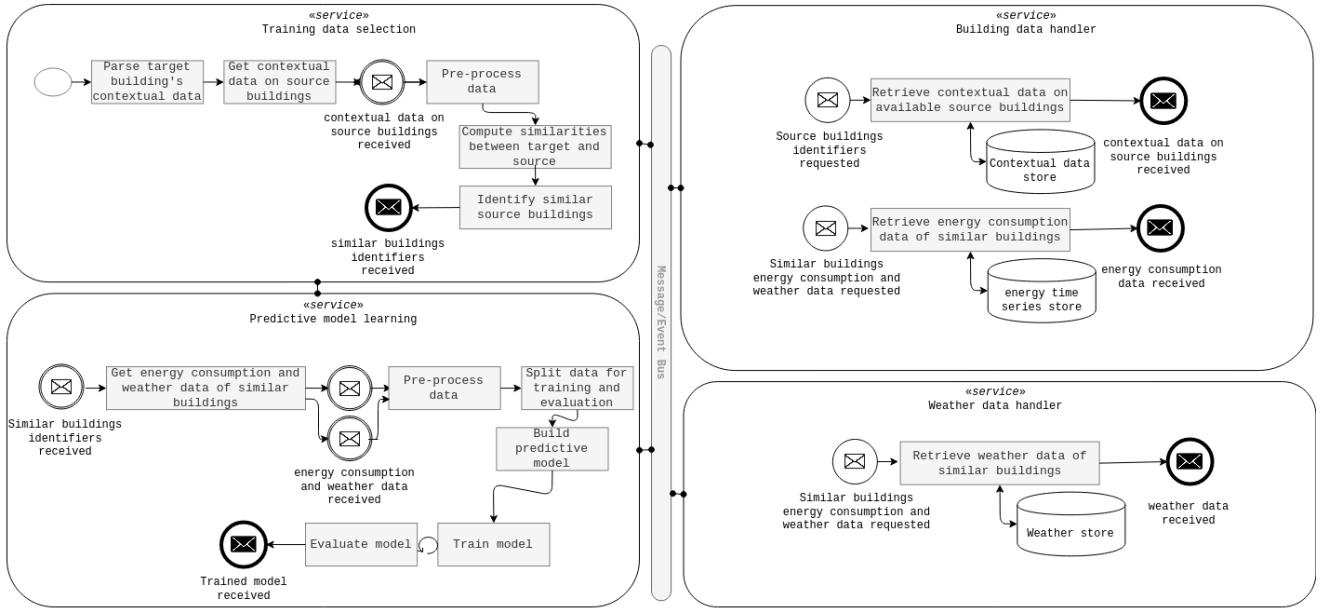 «service»
Training data selection
Parse target
building's
contextual data
Get contextual
data on source
buildings
contextual data on
source buildings
received
Pre-process
data
Compute similarities
between target and
source
Identify similar
source buildings
similar buildings
identifiers
received
«service»
Predictive model learning
Similar buildings
identifiers
received
Get energy consumption and
weather data of similar
buildings
energy consumption
and weather data
received
Pre-process
data
Split data for
training and
evaluation
Build
predictive
model
Train model
Evaluate model
Trained model
received
Message/Event Bus
«service»
Building data handler
Source buildings
identifiers
requested
Retrieve contextual data on
available source buildings
Contextual data
store
contextual data on
source buildings
received
Similar buildings
energy consumption and
weather data requested
Retrieve energy consumption
data of similar buildings
energy time
series store
energy consumption
data received
«service»
Weather data handler
Similar buildings
energy consumption and
weather data requested
Retrieve weather data of
similar buildings
Weather store
weather data
received